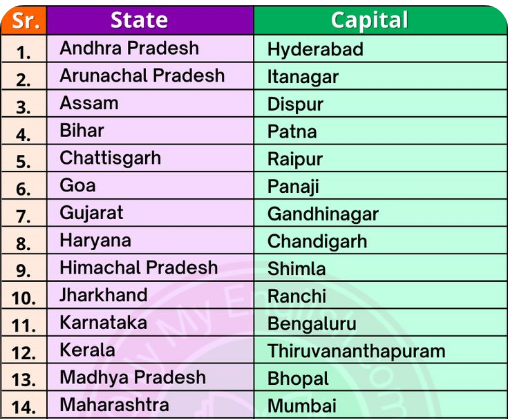 Sr. State Capital
1. Andhra Pradesh Hyderabad
2. Arunachal Pradesh Itanagar
3. Assam Dispur
4. Bihar Patna
5. Chattisgarh Raipur
6. Goa Panaji
7. Gujarat Gandhinagar
8. Haryana Chandigarh
9. Himachal Pradesh Shimla
10. Jharkhand Ranchi
11. Karnataka Bengaluru
12. Kerala Thiruvananthapuram
13. Madhya Pradesh Bhopal
14. Maharashtra Mumbai